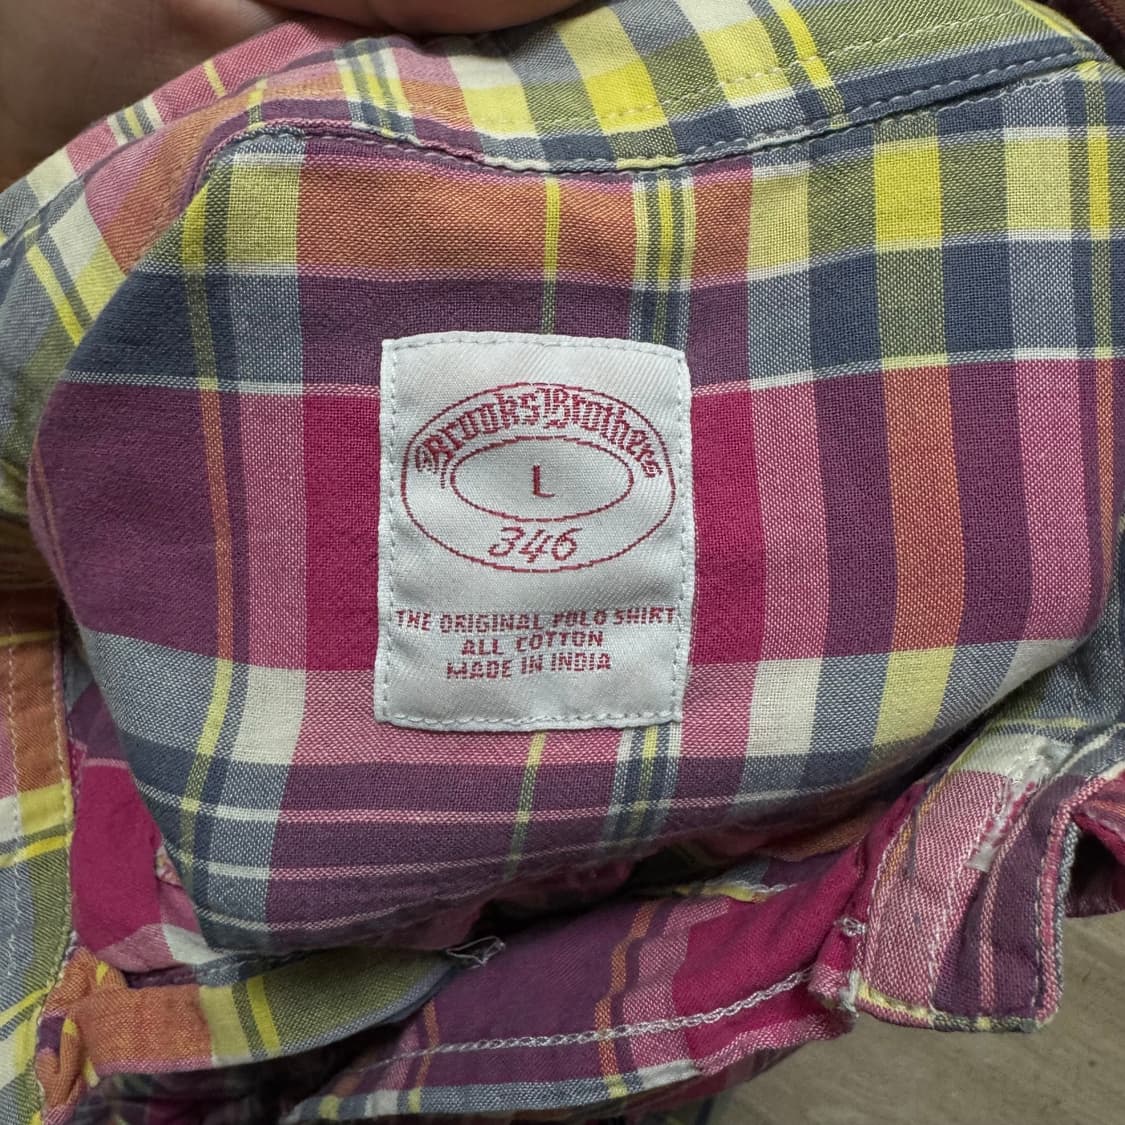 Brooks Brothers
L
346
THE ORIGINAL POLO SHIRT
ALL COTTON
MADE IN INDIA